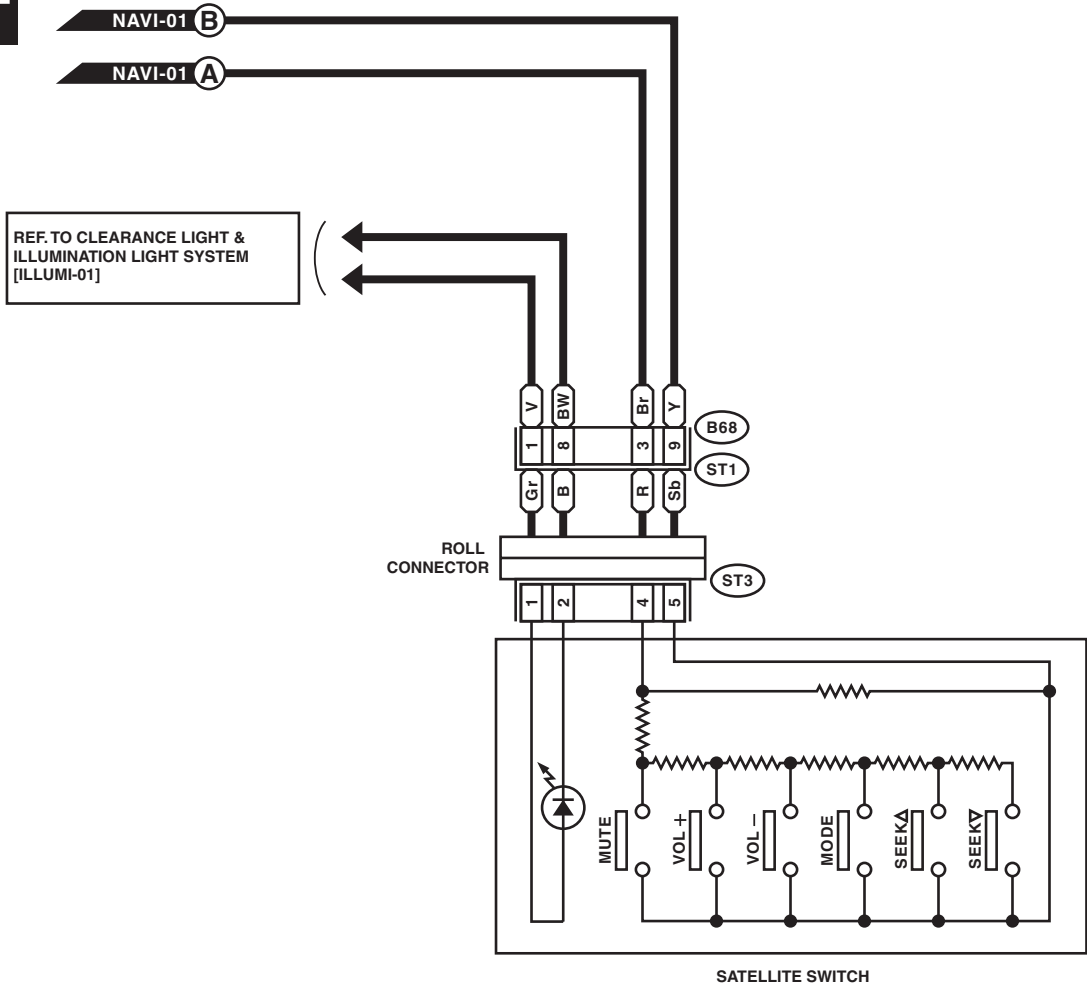 NAVI-01 B
NAVI-01 A
REF. TO CLEARANCE LIGHT &
ILLUMINATION LIGHT SYSTEM
[ILLUMI-01]
V BW Br Y
1 8 3 9
B68
ST1
Gr B R Sb
ROLL
CONNECTOR
ST3
1 2 4 5
MUTE
VOL +
VOL −
MODE
SEEK△
SEEK▽
SATELLITE SWITCH